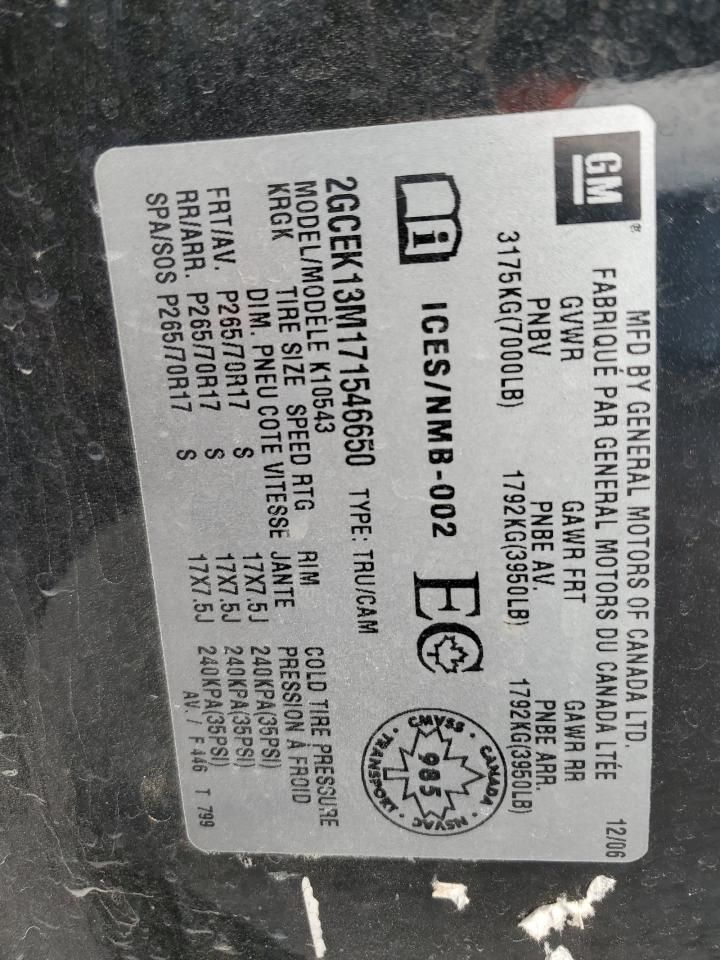 GM®
MFD BY GENERAL MOTORS OF CANADA LTD.
FABRIQUÉ PAR GENERAL MOTORS DU CANADA LTÉE
12/06
GVWR GAWR FRT GAWR RR
PNBV PNBE AV. PNBE ARR.
3175KG(7000LB) 1792KG(3950LB) 1792KG(3950LB)
i ICES/NMB-002 EC
CMVSS · CANADA · NSVAC · TRANSPORT ·
985
2GCEK13M171546650 TYPE: TRU/CAM
MODEL/MODÈLE K10543
KRGK TIRE SIZE SPEED RTG RIM COLD TIRE PRESSURE
DIM. PNEU COTE VITESSE JANTE PRESSION À FROID
FRT/AV. P265/70R17 S 17X7.5J 240KPA(35PSI)
RR/ARR. P265/70R17 S 17X7.5J 240KPA(35PSI)
SPA/SOS P265/70R17 S 17X7.5J 240KPA(35PSI)
AV. / F 446 T 799